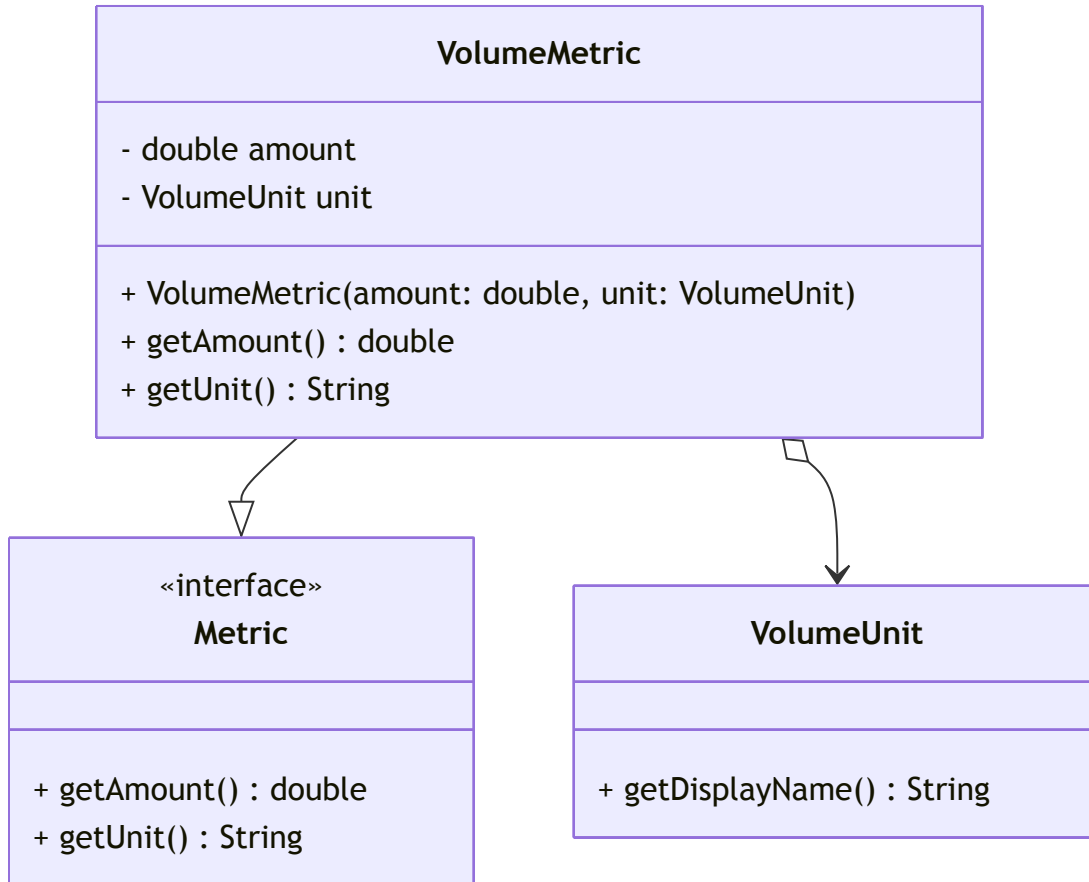 VolumeMetric
- double amount
- VolumeUnit unit
+ VolumeMetric(amount: double, unit: VolumeUnit)
+ getAmount() : double
+ getUnit() : String
«interface»
Metric
+ getAmount() : double
+ getUnit() : String
VolumeUnit
+ getDisplayName() : String